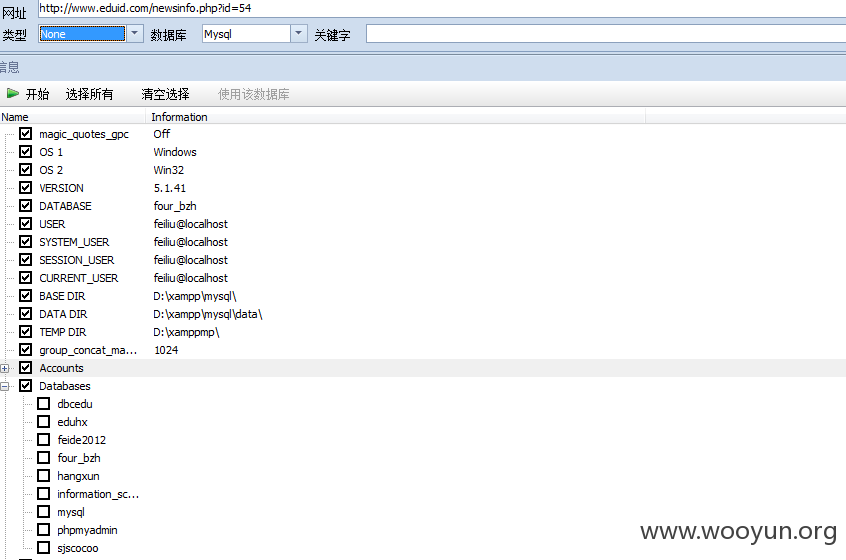 网址 http://www.eduid.com/newsinfo.php?id=54
类型 None 数据库 Mysql 关键字
信息
开始 选择所有 清空选择 使用该数据库
Name Information
magic_quotes_gpc Off
OS 1 Windows
OS 2 Win32
VERSION 5.1.41
DATABASE four_bzh
USER feiliu@localhost
SYSTEM_USER feiliu@localhost
SESSION_USER feiliu@localhost
CURRENT_USER feiliu@localhost
BASE DIR D:\xampp\mysql\
DATA DIR D:\xampp\mysql\data\
TEMP DIR D:\xamppmp\
group_concat_ma... 1024
Accounts
Databases
dbcedu
eduhx
feide2012
four_bzh
hangxun
information_sc...
mysql
phpmyadmin
sjscocoo
www.wooyun.org